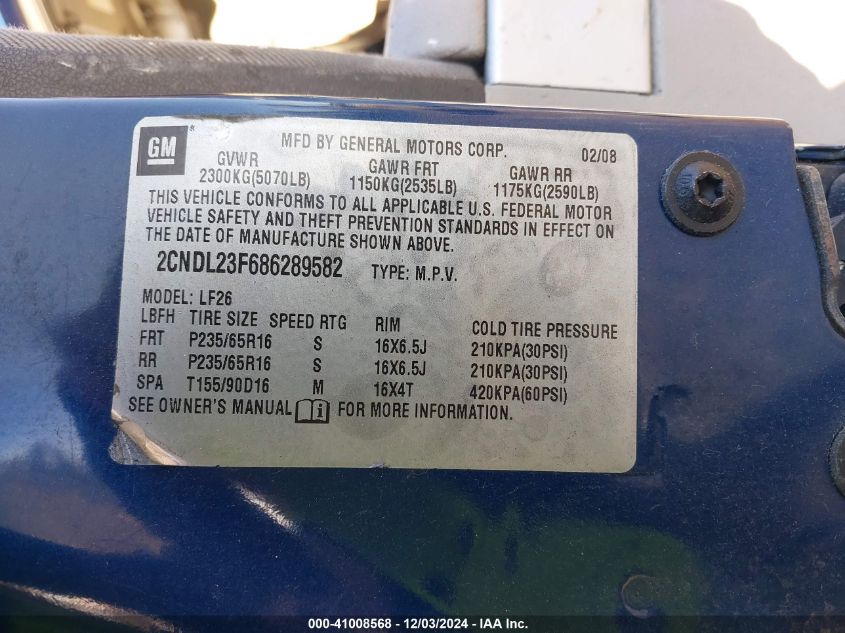 GM ® MFD BY GENERAL MOTORS CORP. 02/08
GVWR GAWR FRT GAWR RR
2300KG(5070LB) 1150KG(2535LB) 1175KG(2590LB)
THIS VEHICLE CONFORMS TO ALL APPLICABLE U.S. FEDERAL MOTOR
VEHICLE SAFETY AND THEFT PREVENTION STANDARDS IN EFFECT ON
THE DATE OF MANUFACTURE SHOWN ABOVE.
2CNDL23F686289582 TYPE: M.P.V.
MODEL: LF26
LBFH TIRE SIZE SPEED RTG RIM COLD TIRE PRESSURE
FRT P235/65R16 S 16X6.5J 210KPA(30PSI)
RR P235/65R16 S 16X6.5J 210KPA(30PSI)
SPA T155/90D16 M 16X4T 420KPA(60PSI)
SEE OWNER'S MANUAL i FOR MORE INFORMATION.
000-41008568 - 12/03/2024 - IAA Inc.